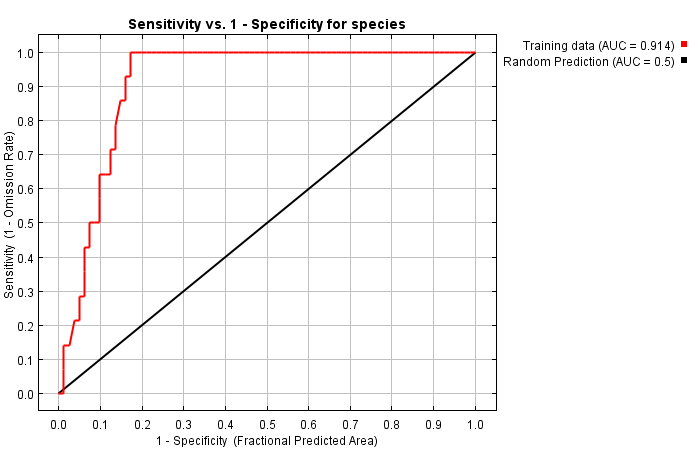 Sensitivity vs. 1 - Specificity for species
Training data (AUC = 0.914)
Random Prediction (AUC = 0.5)
Sensitivity (1 - Omission Rate)
1.0
0.9
0.8
0.7
0.6
0.5
0.4
0.3
0.2
0.1
0.0
0.0 0.1 0.2 0.3 0.4 0.5 0.6 0.7 0.8 0.9 1.0
1 - Specificity (Fractional Predicted Area)